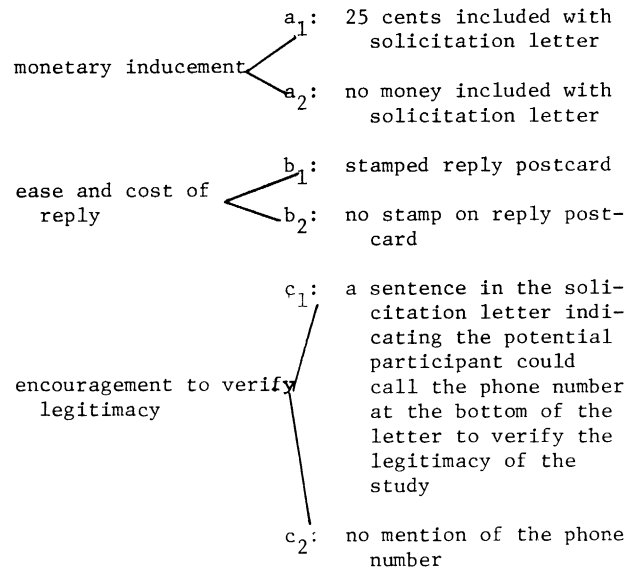 a1: 25 cents included with
solicitation letter
monetary inducement
a2: no money included with
solicitation letter
b1: stamped reply postcard
ease and cost of
reply
b2: no stamp on reply post-
card
c1: a sentence in the soli-
citation letter indi-
cating the potential
participant could
encouragement to verify call the phone number
legitimacy at the bottom of the
letter to verify the
legitimacy of the
study
c2: no mention of the phone
number